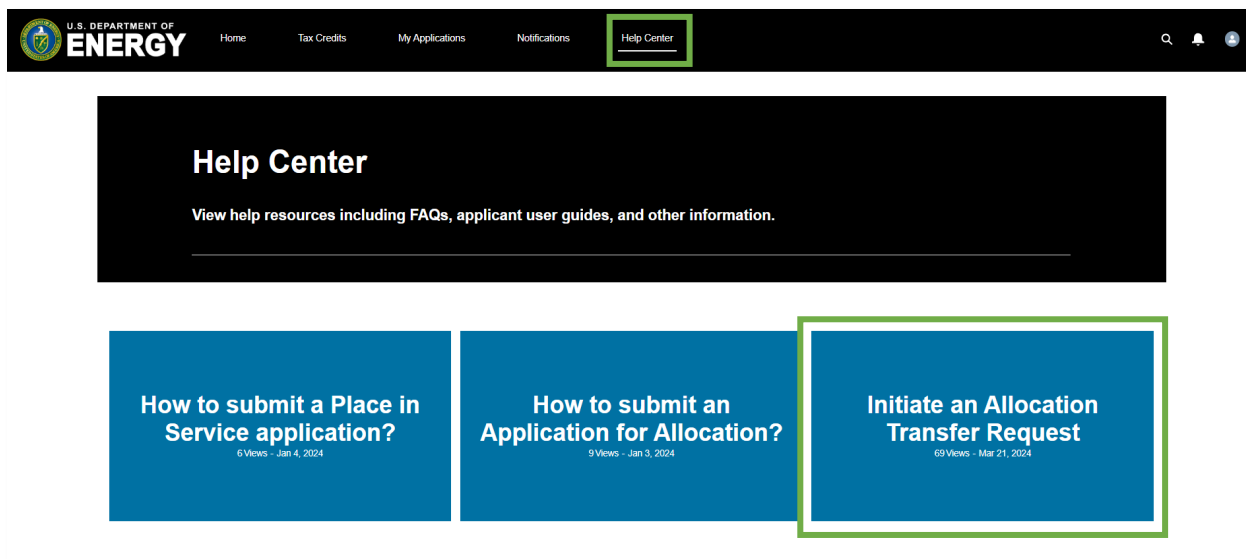 U.S. DEPARTMENT OF
ENERGY
Home
Tax Credits
My Applications
Notifications
Help Center
Help Center
View help resources including FAQs, applicant user guides, and other information.
How to submit a Place in
Service application?
6 Views - Jan 4, 2024
How to submit an
Application for Allocation?
9 Views - Jan 3, 2024
Initiate an Allocation
Transfer Request
69 Views - Mar 21, 2024